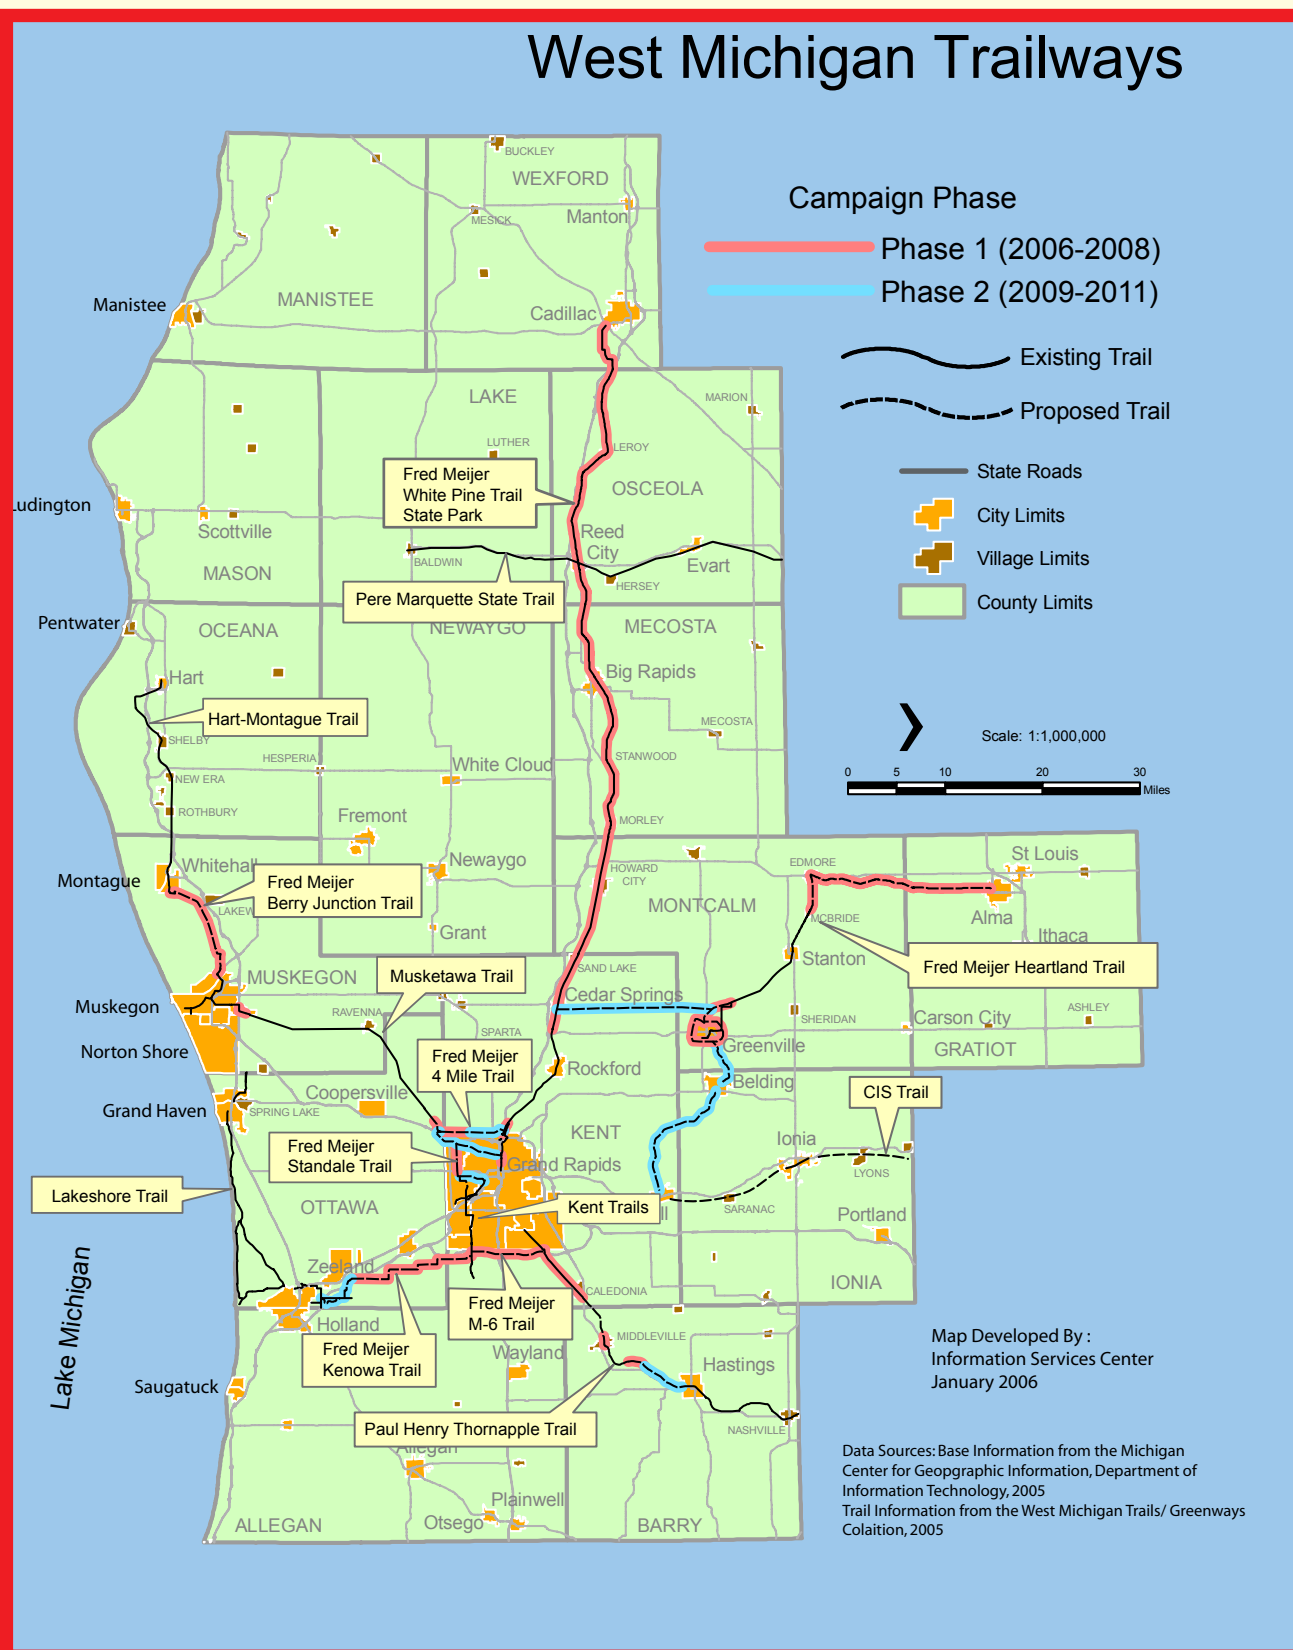 West Michigan Trailways
Campaign Phase
Phase 1 (2006-2008)
Phase 2 (2009-2011)
Existing Trail
Proposed Trail
State Roads
City Limits
Village Limits
County Limits
Scale: 1:1,000,000
0 5 10 20 30
Miles
BUCKLEY
WEXFORD
MESICK
Manton
MANISTEE
Manistee
Cadillac
LAKE
MARION
LUTHER
LEROY
Fred Meijer
White Pine Trail
State Park
OSCEOLA
Ludington
Scottville
Reed
City
BALDWIN
Evart
MASON
HERSEY
Pere Marquette State Trail
Pentwater
OCEANA
NEWAYGO
MECOSTA
Hart
Big Rapids
Hart-Montague Trail
MECOSTA
SHELBY
HESPERIA
STANWOOD
NEW ERA
White Cloud
ROTHBURY
Fremont
MORLEY
Whitehall
Newaygo
HOWARD
CITY
EDMORE
St Louis
Montague
Fred Meijer
Berry Junction Trail
LAKEW
MONTCALM
MCBRIDE
Alma
Grant
Ithaca
Stanton
Fred Meijer Heartland Trail
MUSKEGON
Musketawa Trail
SAND LAKE
Cedar Springs
Muskegon
RAVENNA
SPARTA
SHERIDAN
Carson City
ASHLEY
Norton Shore
Fred Meijer
4 Mile Trail
Rockford
Greenville
GRATIOT
Belding
CIS Trail
Coopersville
Grand Haven
SPRING LAKE
KENT
Ionia
Fred Meijer
Standale Trail
Grand Rapids
LYONS
Lakeshore Trail
OTTAWA
Kent Trails
ll
SARANAC
Portland
Zeeland
IONIA
CALEDONIA
Fred Meijer
M-6 Trail
Holland
MIDDLEVILLE
Fred Meijer
Kenowa Trail
Wayland
Hastings
Lake Michigan
Saugatuck
Paul Henry Thornapple Trail
NASHVILLE
Allegan
Plainwell
Otsego
ALLEGAN
BARRY
Map Developed By :
Information Services Center
January 2006
Data Sources: Base Information from the Michigan
Center for Geopgraphic Information, Department of
Information Technology, 2005
Trail Information from the West Michigan Trails/ Greenways
Colaition, 2005